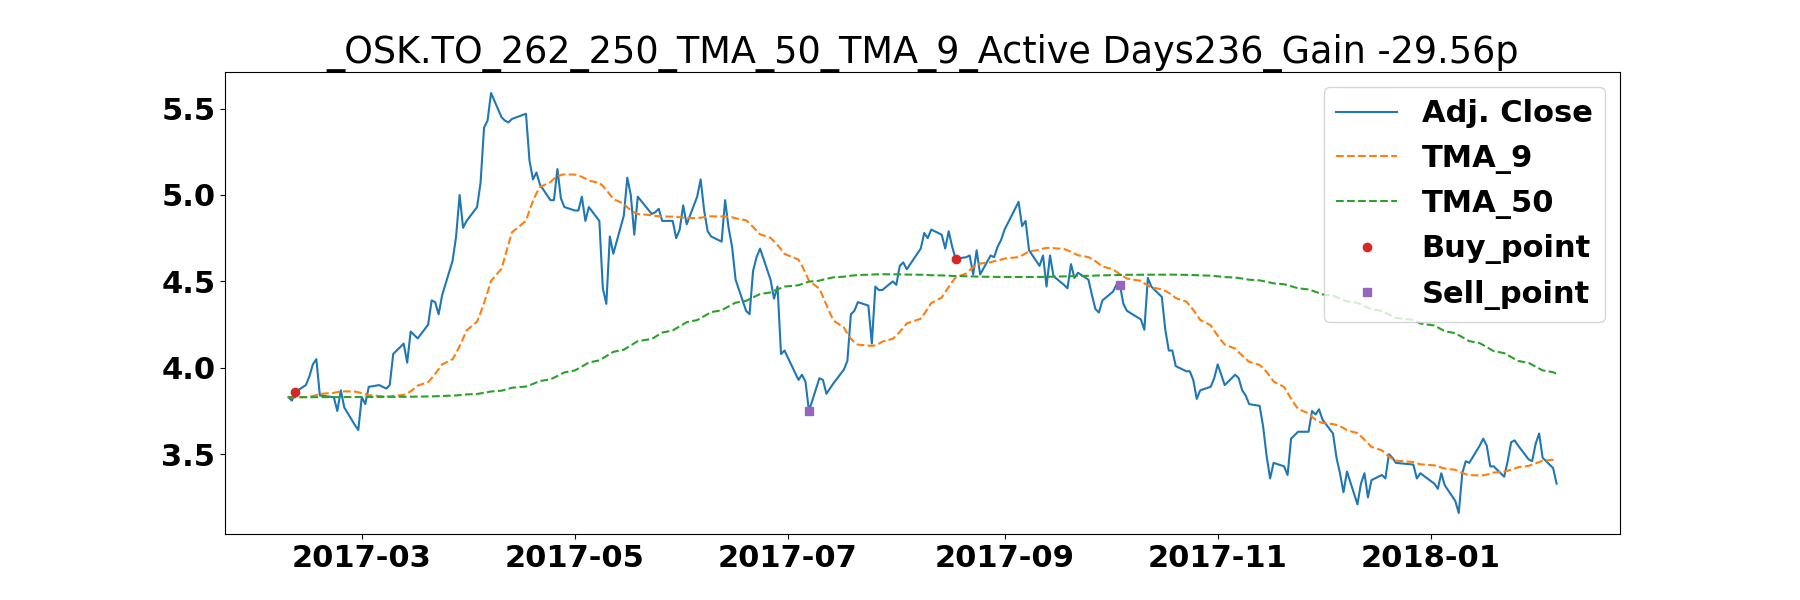 _OSK.TO_262_250_TMA_50_TMA_9_Active Days236_Gain -29.56p
5.5
5.0
4.5
4.0
3.5
Adj. Close
TMA_9
TMA_50
Buy_point
Sell_point
2017-03 2017-05 2017-07 2017-09 2017-11 2018-01